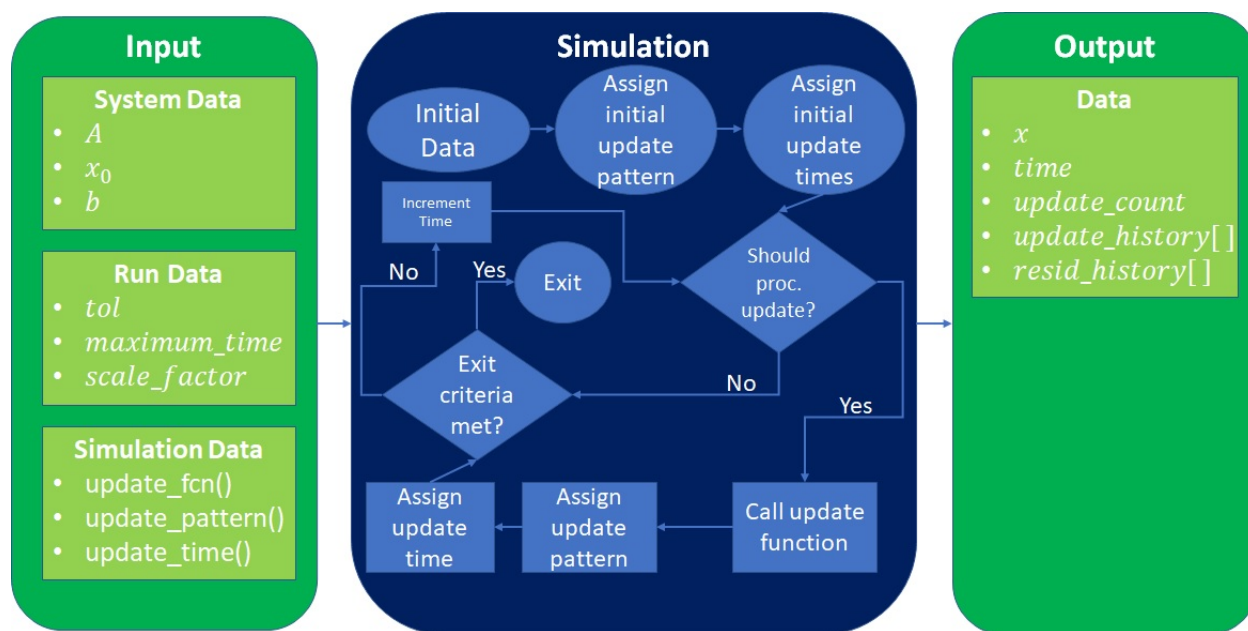 Input
System Data
• A
• x₀
• b
Run Data
• tol
• maximum_time
• scale_factor
Simulation Data
• update_fcn()
• update_pattern()
• update_time()
Simulation
Initial
Data
Assign
initial
update
pattern
Assign
initial
update
times
Increment
Time
No
Yes
Exit
Should
proc.
update?
Exit
criteria
met?
No
Yes
Assign
update
time
Assign
update
pattern
Call update
function
Output
Data
• x
• time
• update_count
• update_history[ ]
• resid_history[ ]